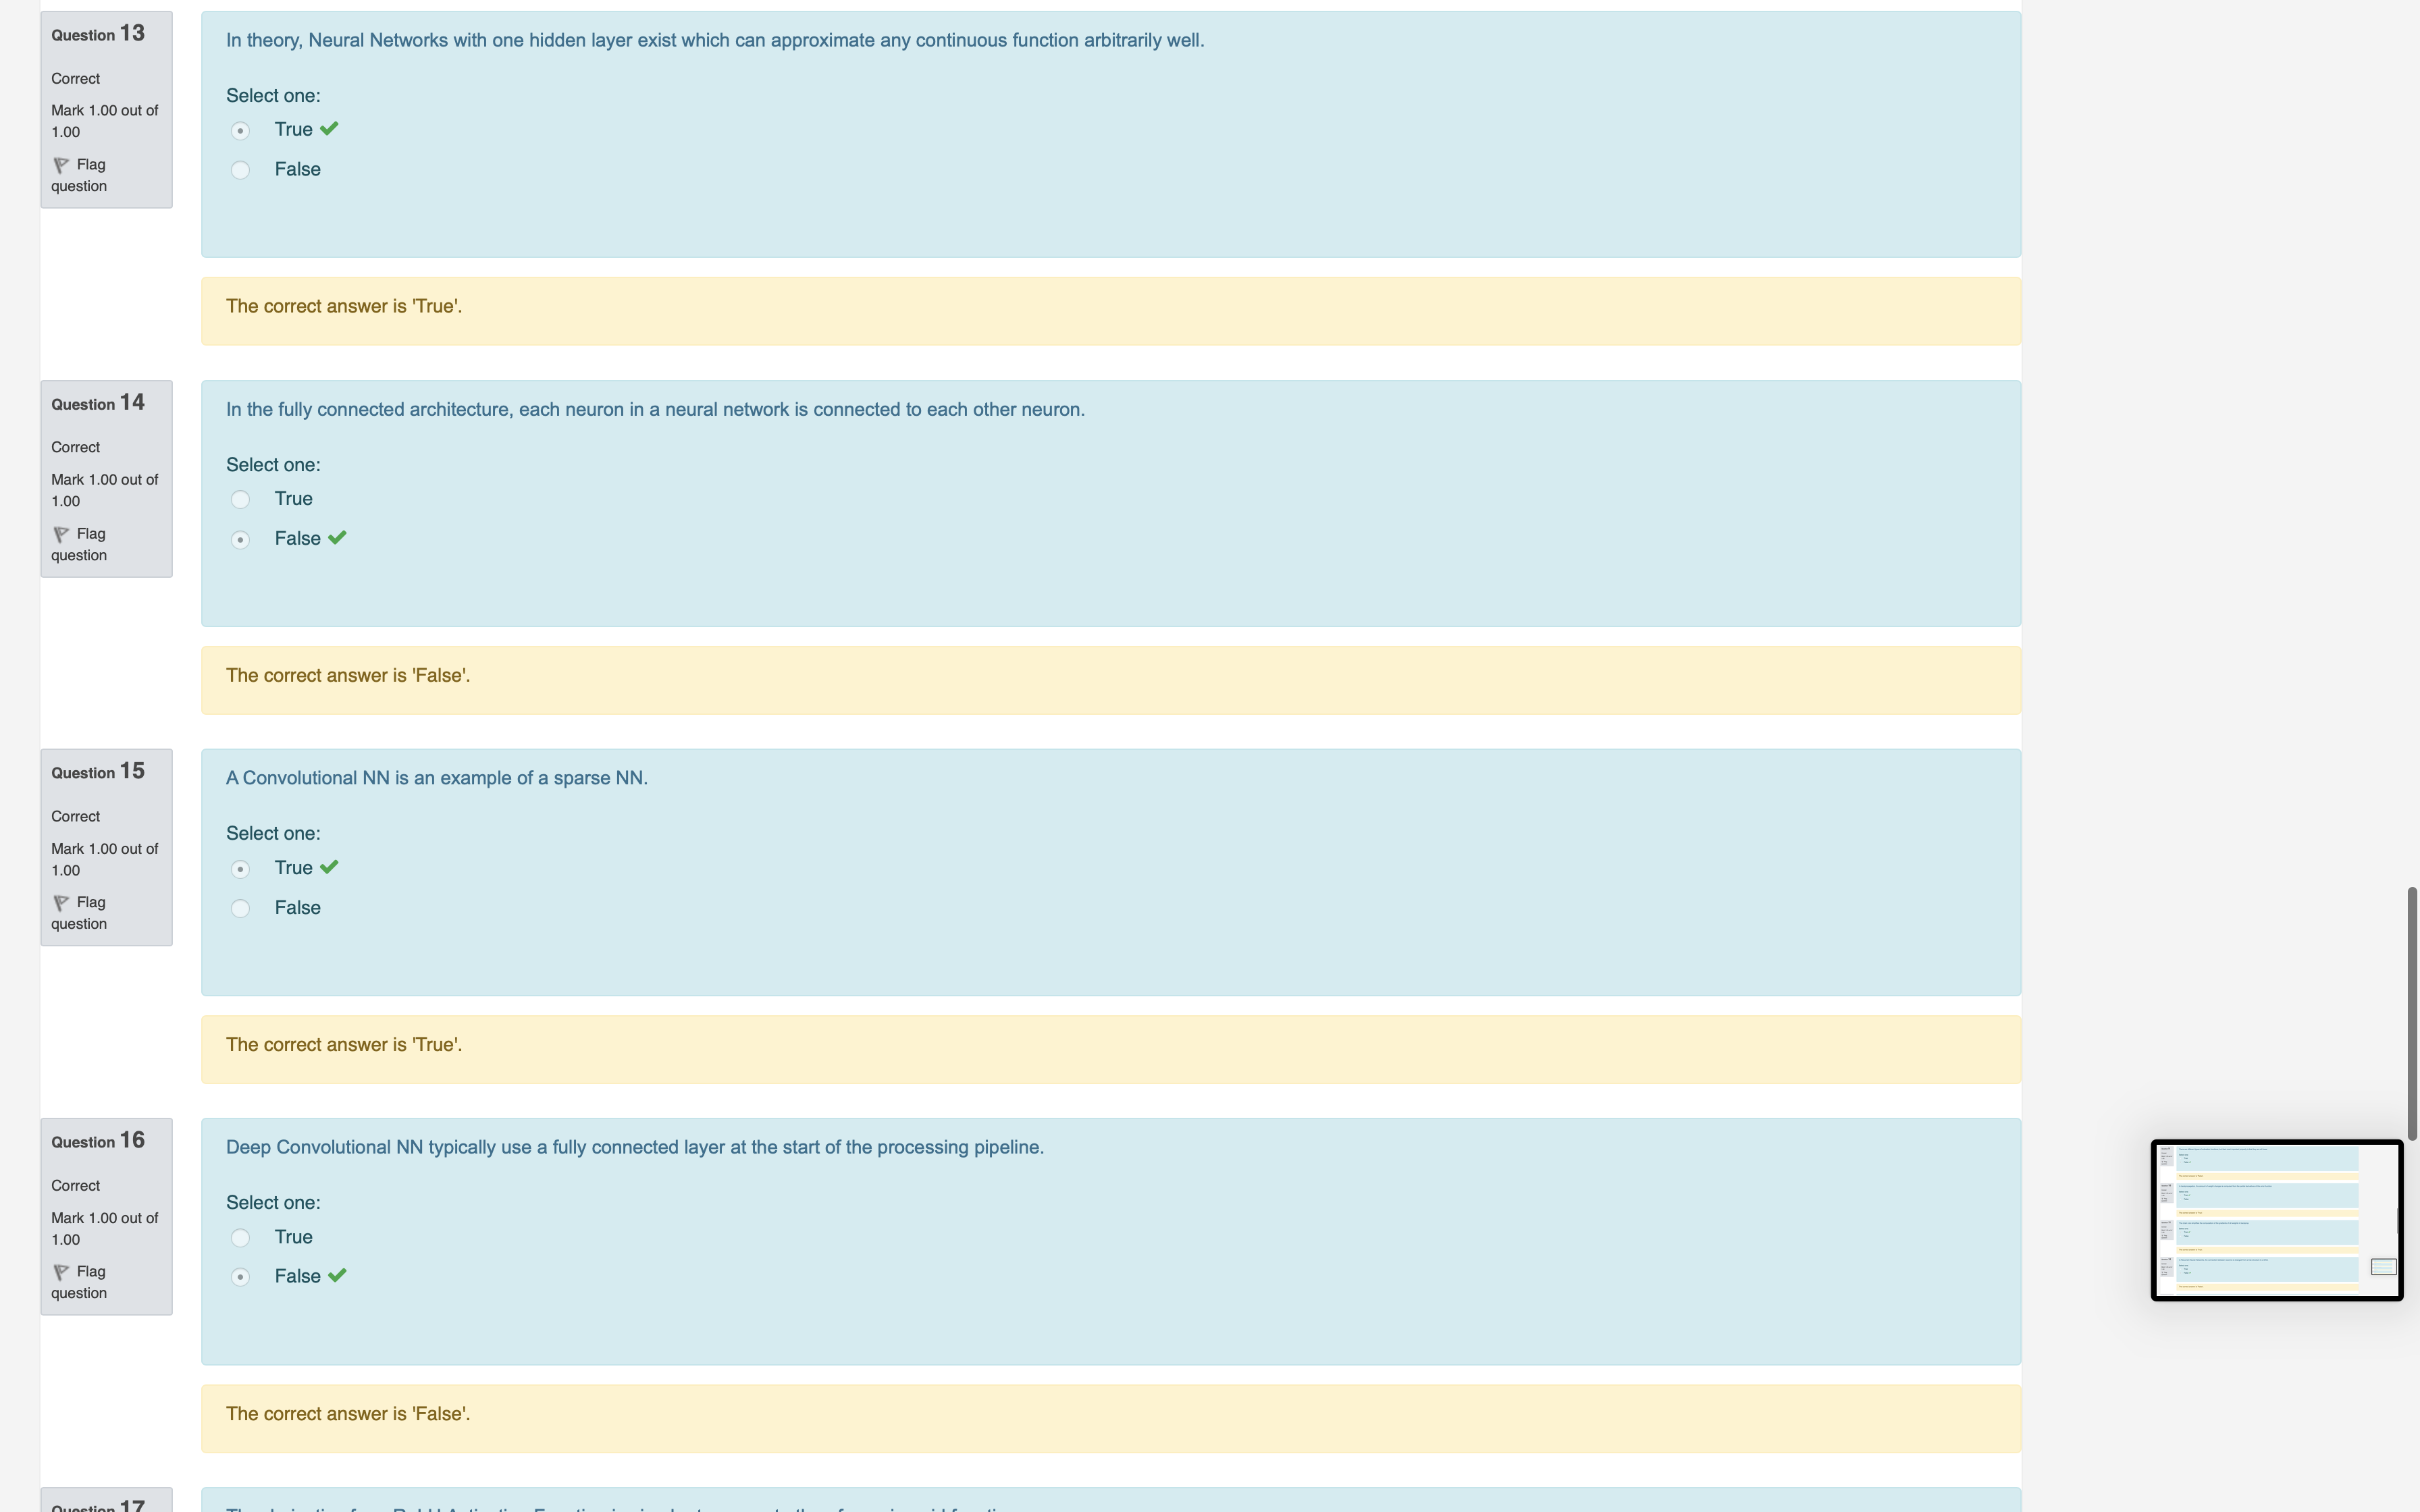 Question 13
Correct
Mark 1.00 out of
1.00
Flag
question
In theory, Neural Networks with one hidden layer exist which can approximate any continuous function arbitrarily well.
Select one:
True
False
The correct answer is 'True'.
Question 14
Correct
Mark 1.00 out of
1.00
Flag
question
In the fully connected architecture, each neuron in a neural network is connected to each other neuron.
Select one:
True
False
The correct answer is 'False'.
Question 15
Correct
Mark 1.00 out of
1.00
Flag
question
A Convolutional NN is an example of a sparse NN.
Select one:
True
False
The correct answer is 'True'.
Question 16
Correct
Mark 1.00 out of
1.00
Flag
question
Deep Convolutional NN typically use a fully connected layer at the start of the processing pipeline.
Select one:
True
False
The correct answer is 'False'.
Question 17